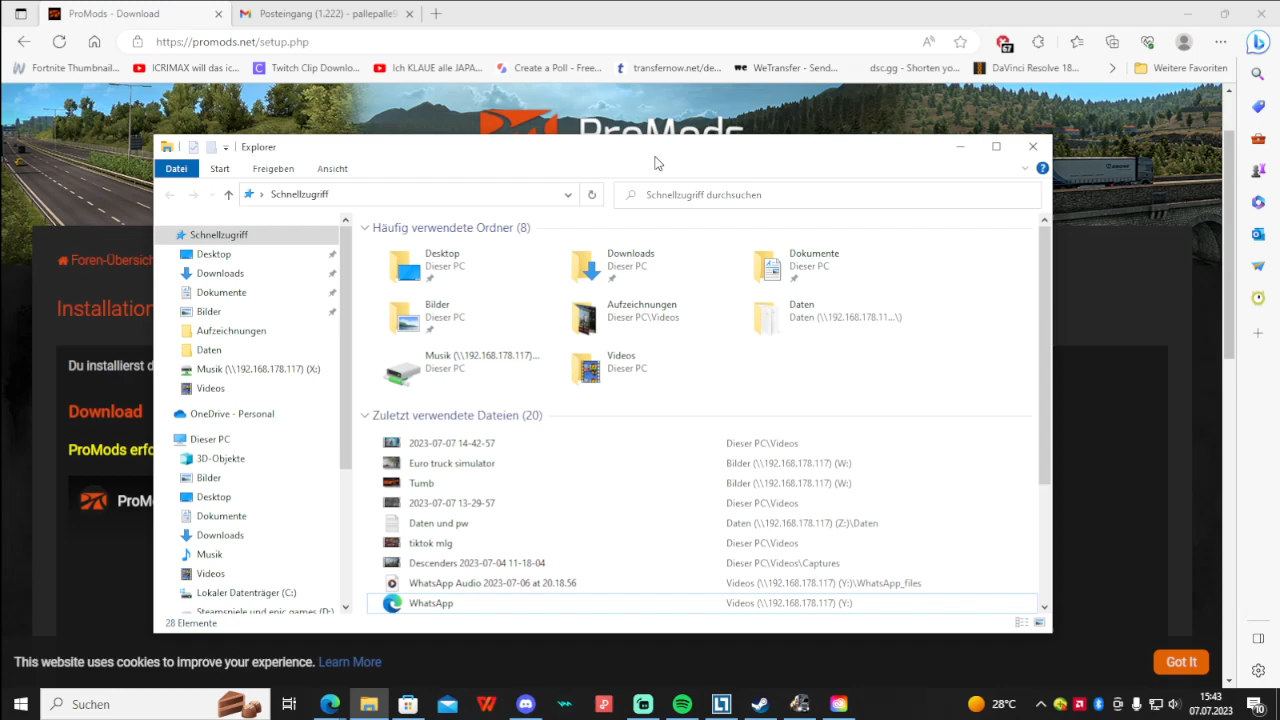 ProMods - Download
Posteingang (1.222) - pallepalle9
https://promods.net/setup.php
67
Fortnite Thumbnail...
ICRIMAX will das ic...
Twitch Clip Downlo...
Ich KLAUE alle JAPA...
Create a Poll - Free...
transfernow.net/de...
WeTransfer - Send...
dsc.gg - Shorten yo...
DaVinci Resolve 18...
Weitere Favoriten
ProMods
Explorer
Datei
Start
Freigeben
Ansicht
Schnellzugriff
Schnellzugriff durchsuchen
Foren-Übersich
Installation
Du installierst d
Download
ProMods erfo
ProM
Schnellzugriff
Desktop
Downloads
Dokumente
Bilder
Aufzeichnungen
Daten
Musik (\\192.168.178.117) (X:)
Videos
OneDrive - Personal
Dieser PC
3D-Objekte
Bilder
Desktop
Dokumente
Downloads
Musik
Videos
Lokaler Datenträger (C:)
Steamspiele und epic games (D:)
Häufig verwendete Ordner (8)
Desktop
Dieser PC
Downloads
Dieser PC
Dokumente
Dieser PC
Bilder
Dieser PC
Aufzeichnungen
Dieser PC\Videos
Daten
Daten (\\192.168.178.11...\)
Musik (\\192.168.178.117)...
Dieser PC
Videos
Dieser PC
Zuletzt verwendete Dateien (20)
2023-07-07 14-42-57 Dieser PC\Videos
Euro truck simulator Bilder (\\192.168.178.117) (W:)
Tumb Bilder (\\192.168.178.117) (W:)
2023-07-07 13-29-57 Dieser PC\Videos
Daten und pw Daten (\\192.168.178.117) (Z:)\Daten
tiktok mlg Dieser PC\Videos
Descenders 2023-07-04 11-18-04 Dieser PC\Videos\Captures
WhatsApp Audio 2023-07-06 at 20.18.56 Videos (\\192.168.178.117) (Y:)\WhatsApp_files
WhatsApp Videos (\\192.168.178.117) (Y:)
28 Elemente
This website uses cookies to improve your experience. Learn More
Got It
Suchen
28°C
15:43
07.07.2023
10